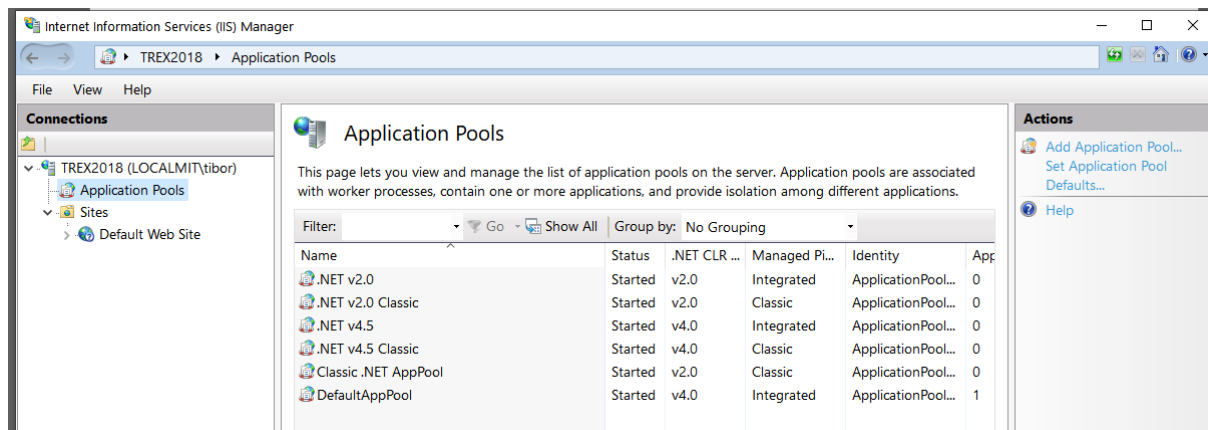 Internet Information Services (IIS) Manager
TREX2018 Application Pools
File View Help
Connections
TREX2018 (LOCALMIT\tibor)
Application Pools
Sites
Default Web Site
Application Pools
This page lets you view and manage the list of application pools on the server. Application pools are associated
with worker processes, contain one or more applications, and provide isolation among different applications.
Filter: Go Show All Group by: No Grouping
Name Status .NET CLR ... Managed Pi... Identity App
.NET v2.0 Started v2.0 Integrated ApplicationPool... 0
.NET v2.0 Classic Started v2.0 Classic ApplicationPool... 0
.NET v4.5 Started v4.0 Integrated ApplicationPool... 0
.NET v4.5 Classic Started v4.0 Classic ApplicationPool... 0
Classic .NET AppPool Started v2.0 Classic ApplicationPool... 0
DefaultAppPool Started v4.0 Integrated ApplicationPool... 1
Actions
Add Application Pool...
Set Application Pool
Defaults...
Help